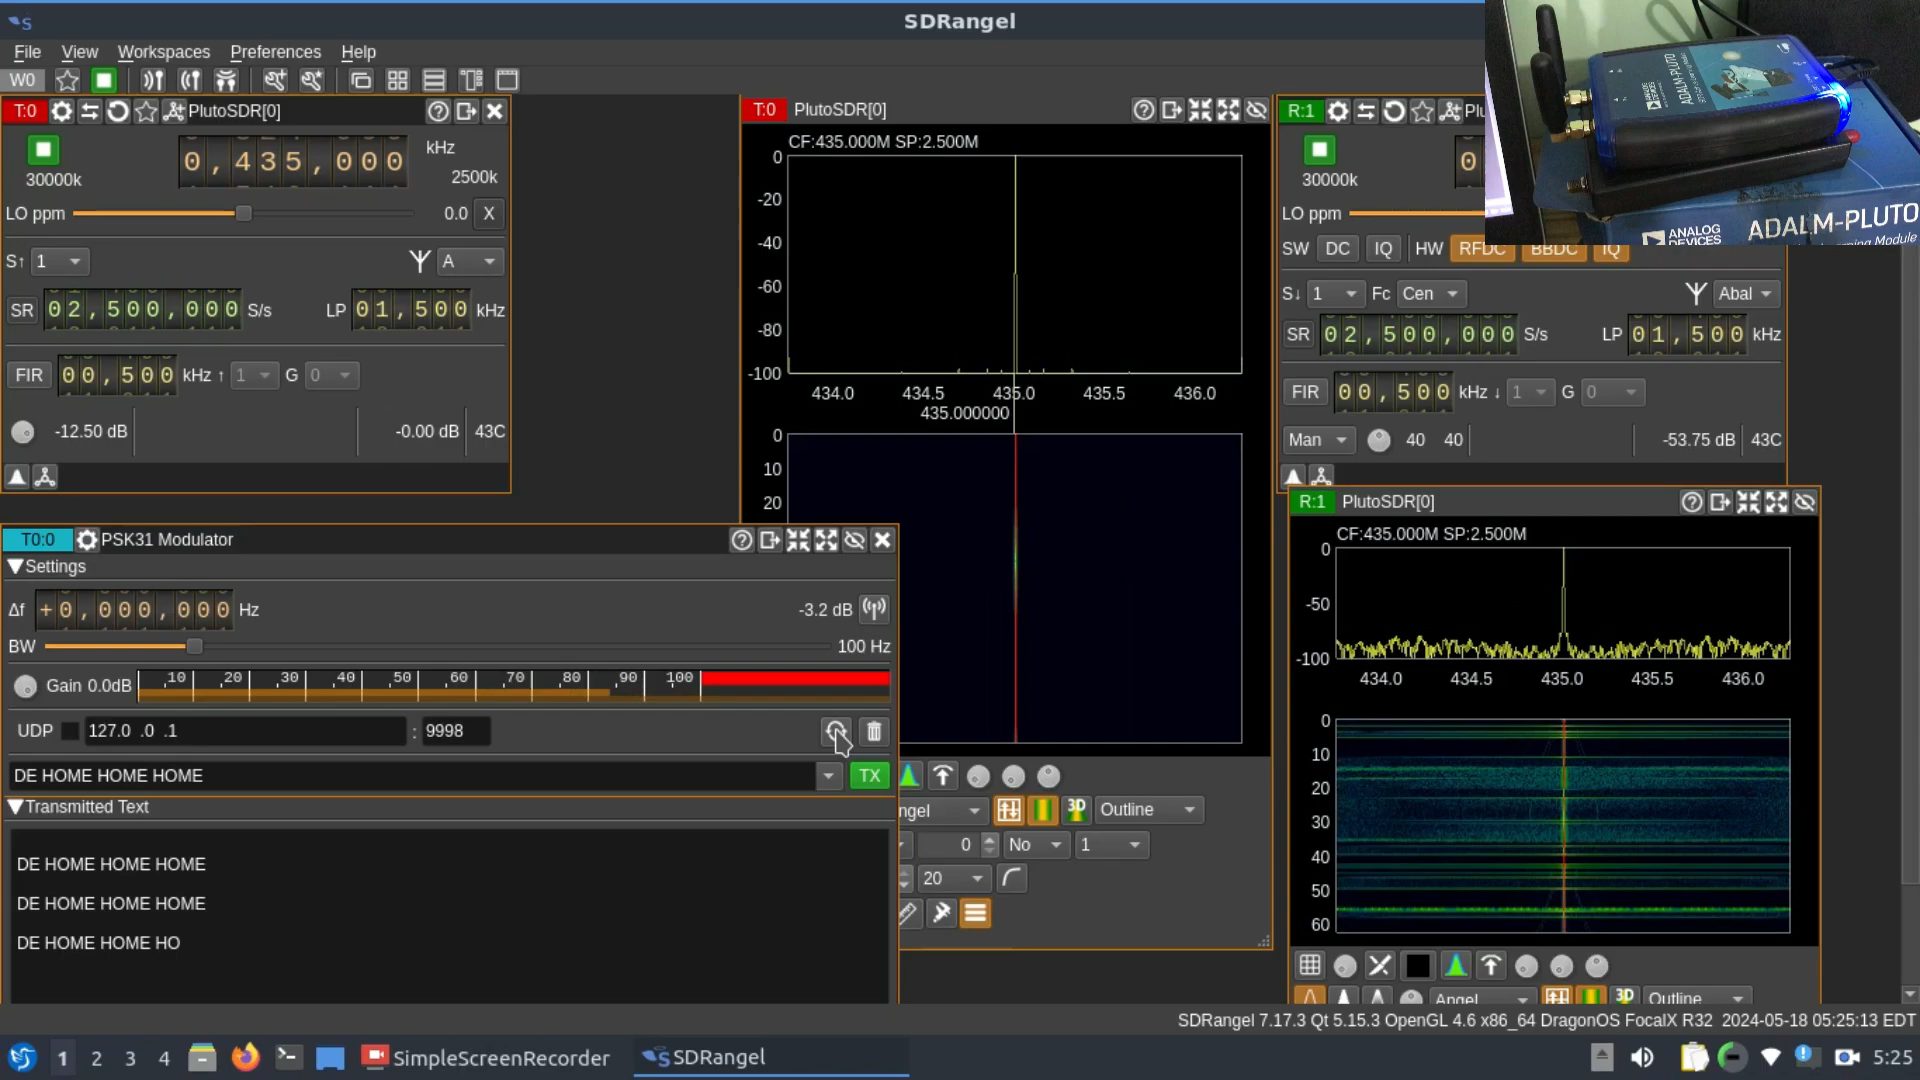 SDRangel
File View Workspaces Preferences Help
W0
T:0 PlutoSDR[0]
30000k 0,435,000 kHz
2500k
LO ppm 0.0 X
S↑ 1 A
SR 02,500,000 S/s LP 01,500 kHz
FIR 00,500 kHz ↑ 1 G 0
-12.50 dB -0.00 dB 43C
T:0 PlutoSDR[0]
CF:435.000M SP:2.500M
0
-20
-40
-60
-80
-100
434.0 434.5 435.0 435.5 436.0
435.000000
0
10
20
R:1
30000k 0
LO ppm
SW DC IQ HW RFDC BBDC IQ
S↓ 1 Fc Cen Abal
SR 02,500,000 S/s LP 01,500 kHz
FIR 00,500 kHz ↓ 1 G 0
Man 40 40 -53.75 dB 43C
ADALM-PLUTO
ANALOG DEVICES
ANALOG DEVICES
ADALM-PLUTO
Module
T0:0 PSK31 Modulator
Settings
Δf +0,000,000 Hz -3.2 dB
BW 100 Hz
Gain 0.0dB 10 20 30 40 50 60 70 80 90 100
UDP 127.0 .0 .1 : 9998
DE HOME HOME HOME TX
Transmitted Text
DE HOME HOME HOME
DE HOME HOME HOME
DE HOME HOME HO
ngel 3D Outline
0 No 1
20
R:1 PlutoSDR[0]
CF:435.000M SP:2.500M
0
-50
-100
434.0 434.5 435.0 435.5 436.0
0
10
20
30
40
50
60
Angel 3D Outline
SDRangel 7.17.3 Qt 5.15.3 OpenGL 4.6 x86_64 DragonOS FocalX R32 2024-05-18 05:25:13 EDT
1 2 3 4 SimpleScreenRecorder SDRangel 5:25